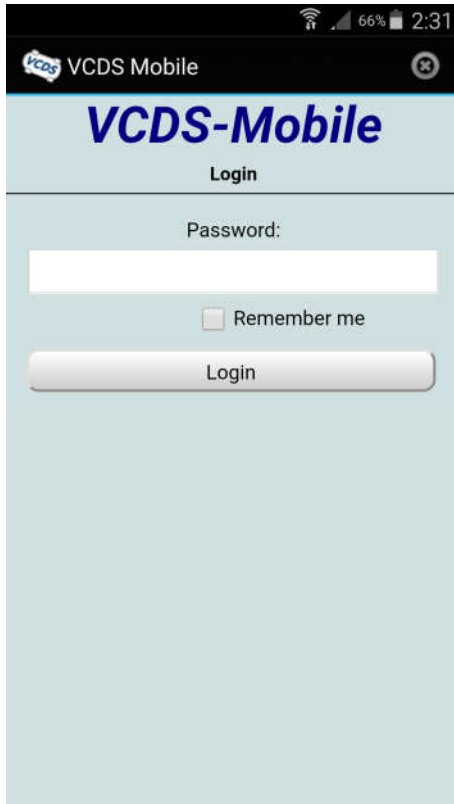 66% 2:31
VCDS VCDS Mobile
VCDS-Mobile
Login
Password:
Remember me
Login